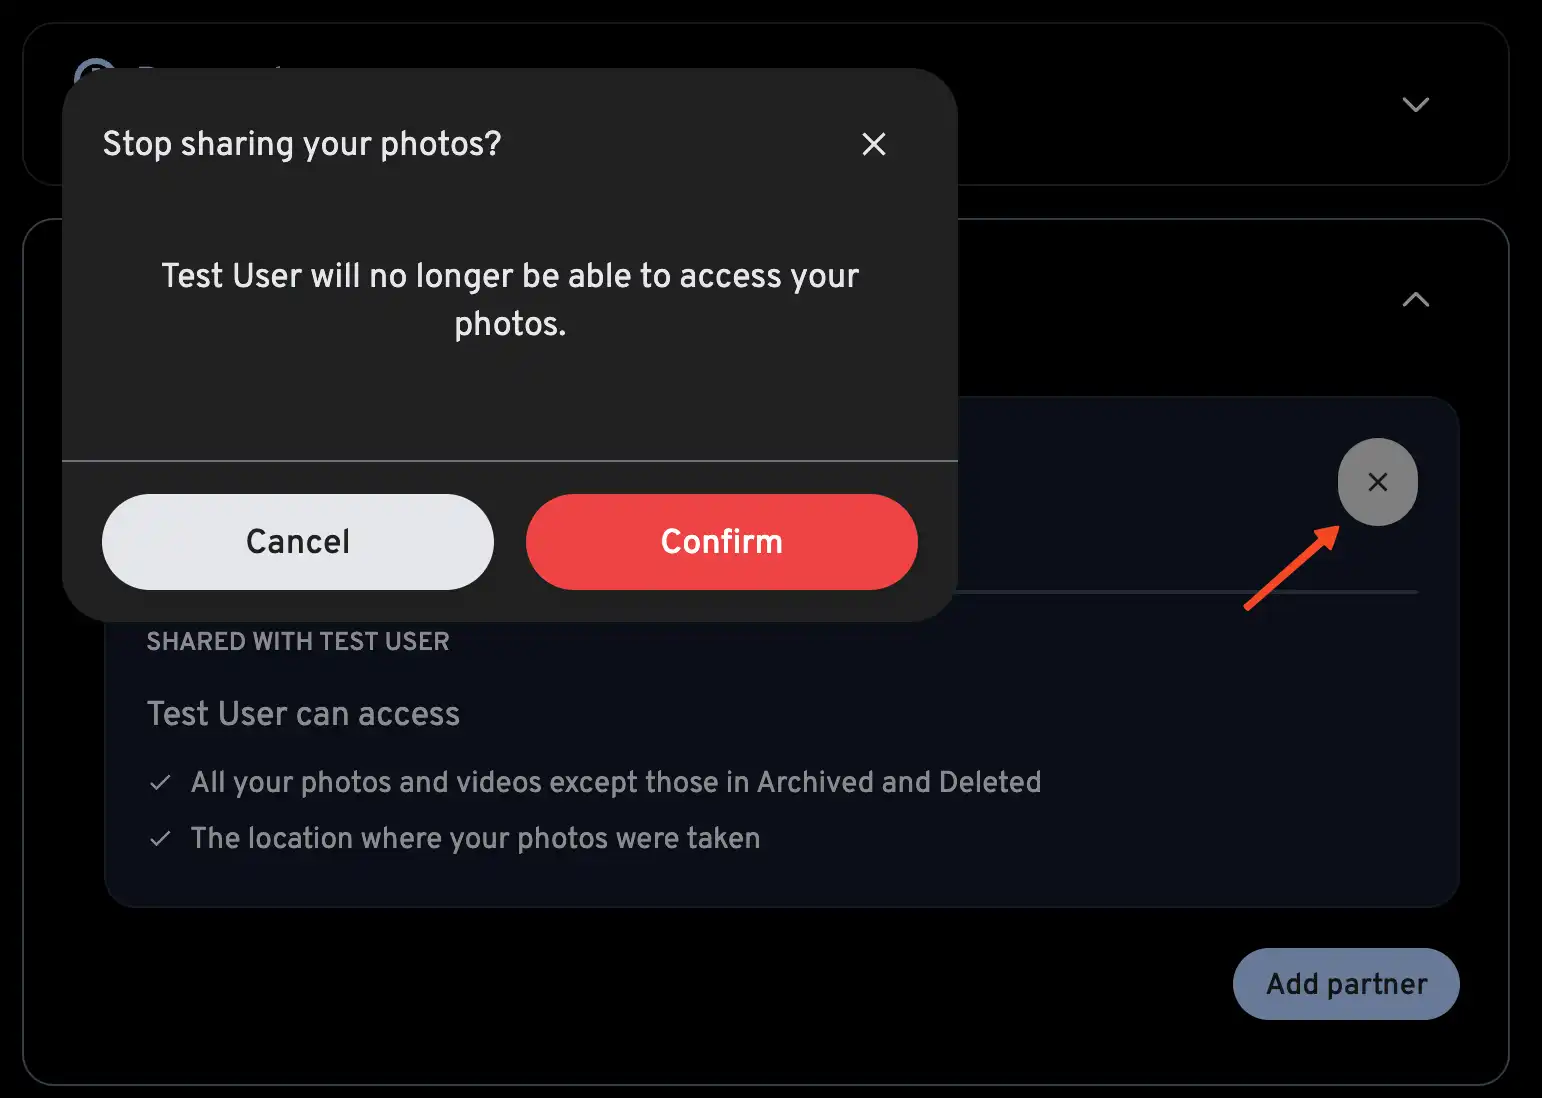 Stop sharing your photos?
Test User will no longer be able to access your
photos.
Cancel
Confirm
SHARED WITH TEST USER
Test User can access
All your photos and videos except those in Archived and Deleted
The location where your photos were taken
Add partner